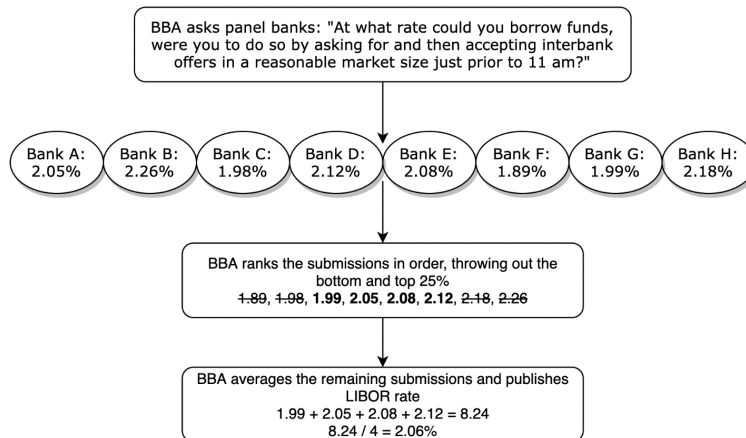 BBA asks panel banks: "At what rate could you borrow funds,
were you to do so by asking for and then accepting interbank
offers in a reasonable market size just prior to 11 am?"
Bank A:
2.05%
Bank B:
2.26%
Bank C:
1.98%
Bank D:
2.12%
Bank E:
2.08%
Bank F:
1.89%
Bank G:
1.99%
Bank H:
2.18%
BBA ranks the submissions in order, throwing out the
bottom and top 25%
1.89, 1.98, 1.99, 2.05, 2.08, 2.12, 2.18, 2.26
BBA averages the remaining submissions and publishes
LIBOR rate
1.99 + 2.05 + 2.08 + 2.12 = 8.24
8.24 / 4 = 2.06%